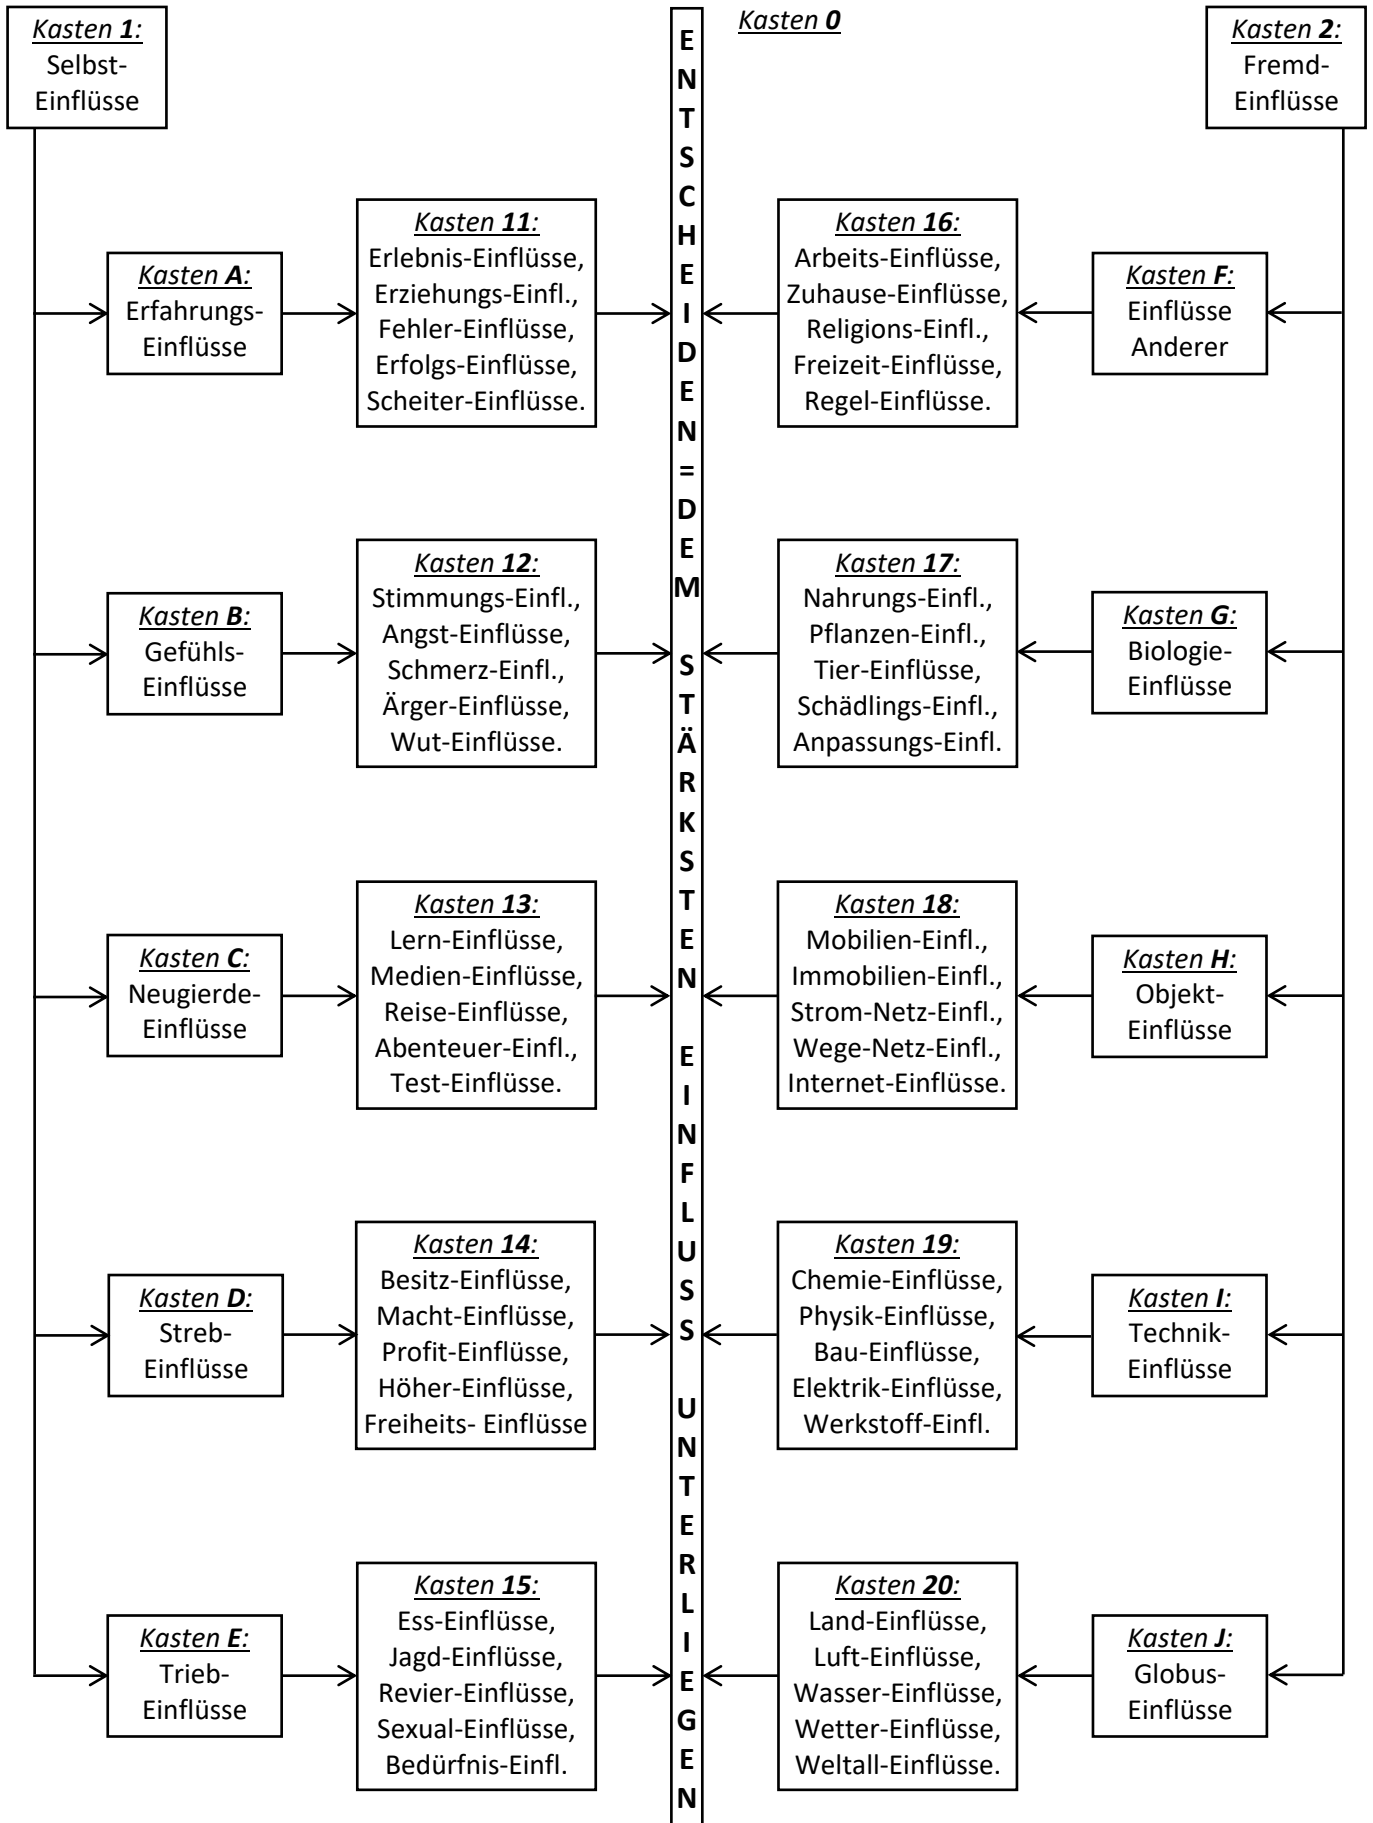 Kasten 1:
Selbst-
Einflüsse
Kasten 0
Kasten 2:
Fremd-
Einflüsse
ENTSCHEIDEN=DEM STÄRKSTEN EINFLUSS UNTERLIEGEN
Kasten A:
Erfahrungs-
Einflüsse
Kasten 11:
Erlebnis-Einflüsse,
Erziehungs-Einfl.,
Fehler-Einflüsse,
Erfolgs-Einflüsse,
Scheiter-Einflüsse.
Kasten 16:
Arbeits-Einflüsse,
Zuhause-Einflüsse,
Religions-Einfl.,
Freizeit-Einflüsse,
Regel-Einflüsse.
Kasten F:
Einflüsse
Anderer
Kasten B:
Gefühls-
Einflüsse
Kasten 12:
Stimmungs-Einfl.,
Angst-Einflüsse,
Schmerz-Einfl.,
Ärger-Einflüsse,
Wut-Einflüsse.
Kasten 17:
Nahrungs-Einfl.,
Pflanzen-Einfl.,
Tier-Einflüsse,
Schädlings-Einfl.,
Anpassungs-Einfl.
Kasten G:
Biologie-
Einflüsse
Kasten C:
Neugierde-
Einflüsse
Kasten 13:
Lern-Einflüsse,
Medien-Einflüsse,
Reise-Einflüsse,
Abenteuer-Einfl.,
Test-Einflüsse.
Kasten 18:
Mobilien-Einfl.,
Immobilien-Einfl.,
Strom-Netz-Einfl.,
Wege-Netz-Einfl.,
Internet-Einflüsse.
Kasten H:
Objekt-
Einflüsse
Kasten D:
Streb-
Einflüsse
Kasten 14:
Besitz-Einflüsse,
Macht-Einflüsse,
Profit-Einflüsse,
Höher-Einflüsse,
Freiheits- Einflüsse
Kasten 19:
Chemie-Einflüsse,
Physik-Einflüsse,
Bau-Einflüsse,
Elektrik-Einflüsse,
Werkstoff-Einfl.
Kasten I:
Technik-
Einflüsse
Kasten E:
Trieb-
Einflüsse
Kasten 15:
Ess-Einflüsse,
Jagd-Einflüsse,
Revier-Einflüsse,
Sexual-Einflüsse,
Bedürfnis-Einfl.
Kasten 20:
Land-Einflüsse,
Luft-Einflüsse,
Wasser-Einflüsse,
Wetter-Einflüsse,
Weltall-Einflüsse.
Kasten J:
Globus-
Einflüsse